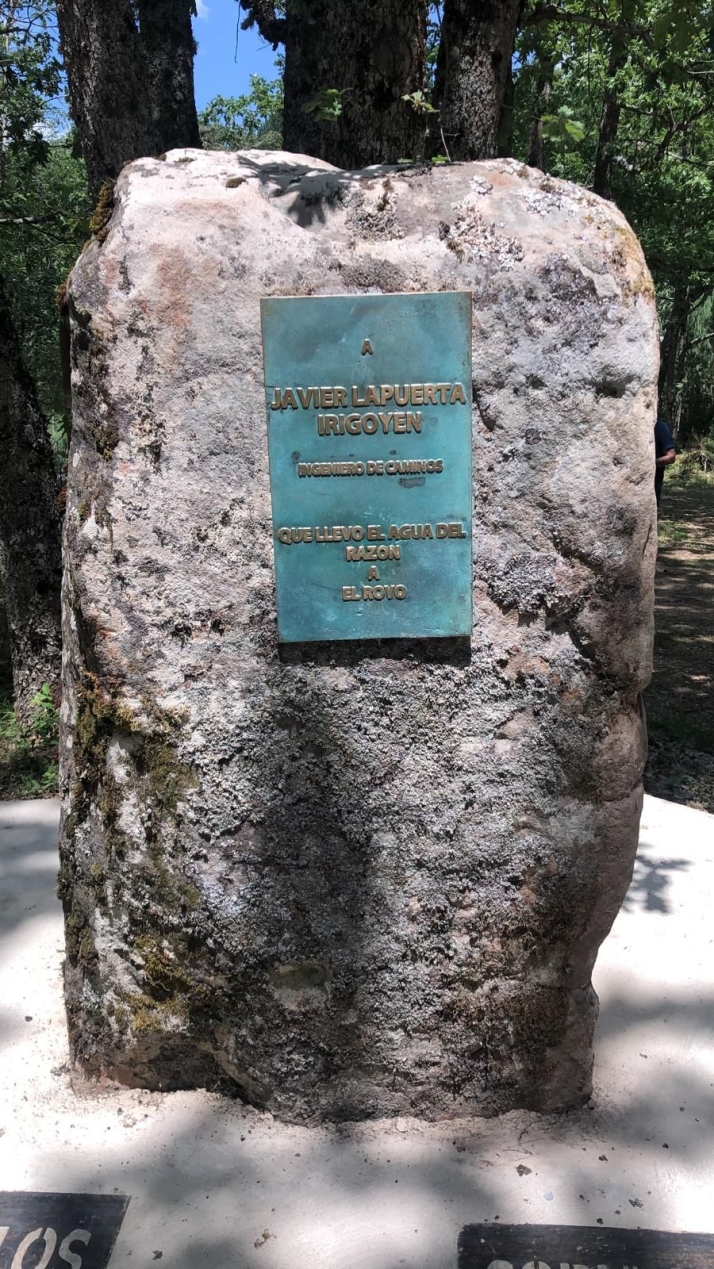 A
JAVIER LAPUERTA
IRIGOYEN
INGENIERO DE CAMINOS
QUE LLEVO EL AGUA DEL
RAZON
A
EL ROYO